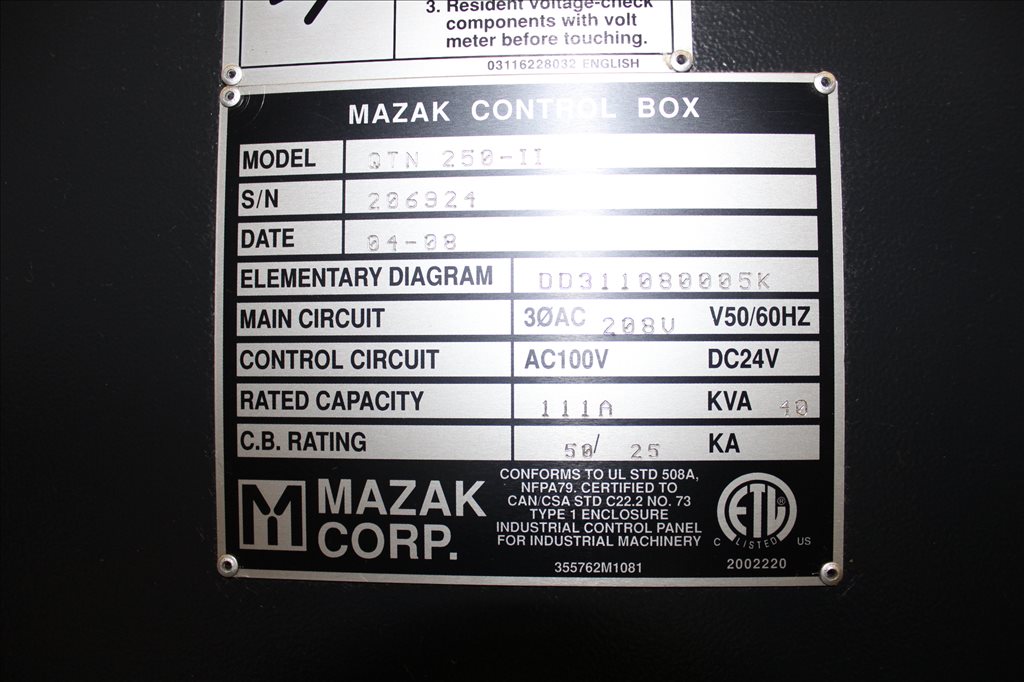 3. Resident voltage-check
components with volt
meter before touching.
03116228032 ENGLISH
MAZAK CONTROL BOX
MODEL QTN 250-II
S/N 206924
DATE 04-08
ELEMENTARY DIAGRAM DD311080005K
MAIN CIRCUIT 3ØAC 208V V50/60HZ
CONTROL CIRCUIT AC100V DC24V
RATED CAPACITY 111A KVA 40
C.B. RATING 50/ 25 KA
MAZAK
CORP.
CONFORMS TO UL STD 508A,
NFPA79. CERTIFIED TO
CAN/CSA STD C22.2 NO. 73
TYPE 1 ENCLOSURE
INDUSTRIAL CONTROL PANEL
FOR INDUSTRIAL MACHINERY
355762M1081
ETL ®
C LISTED US
2002220